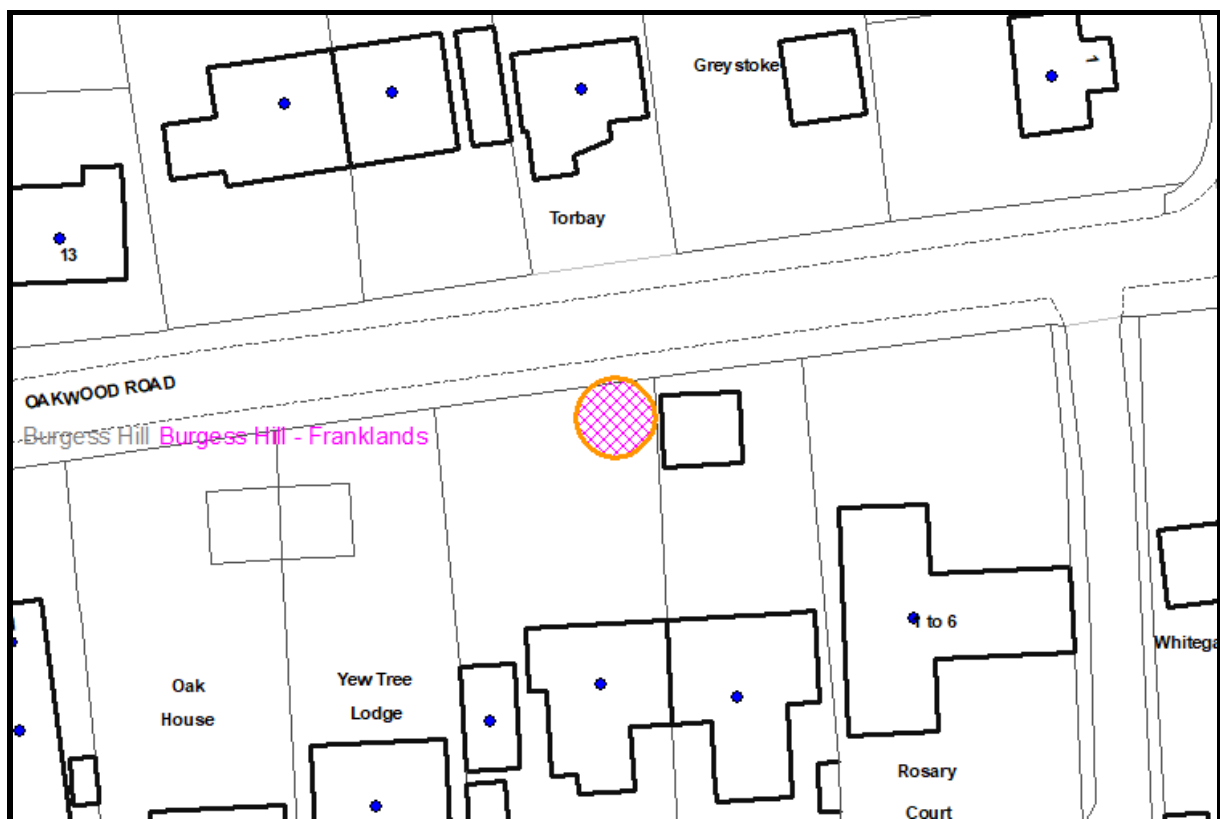 Greystoke
1
Torbay
13
OAKWOOD ROAD
Burgess Hill Burgess Hill - Franklands
1 to 6
Oak
House
Yew Tree
Lodge
Rosary
Court